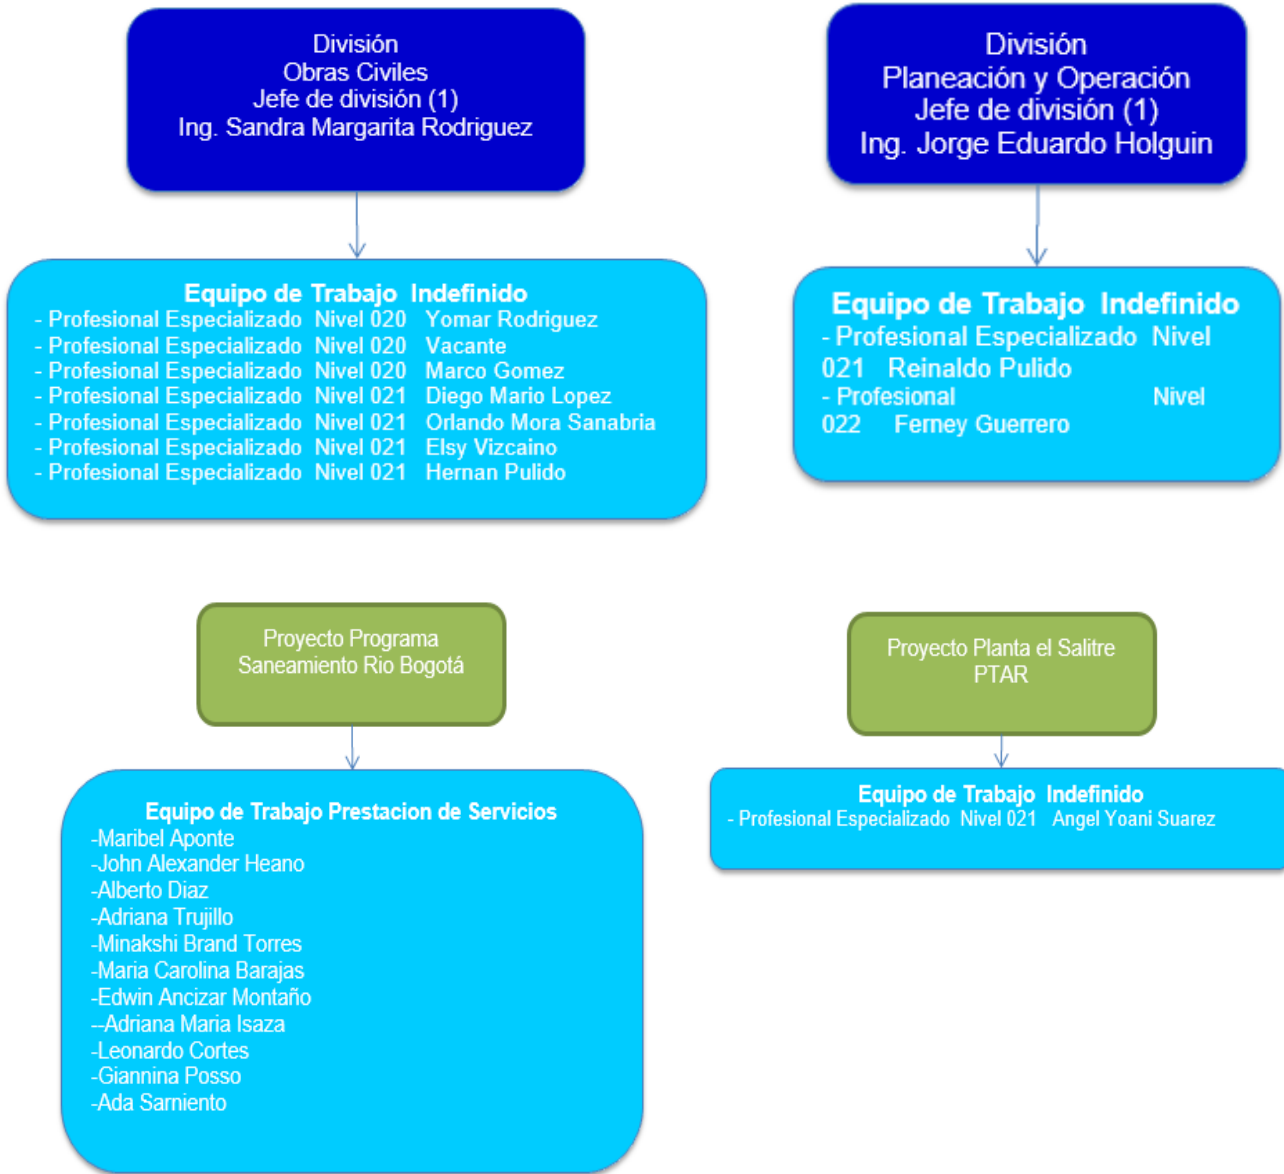 División
Obras Civiles
Jefe de división (1)
Ing. Sandra Margarita Rodriguez
División
Planeación y Operación
Jefe de división (1)
Ing. Jorge Eduardo Holguin
Equipo de Trabajo Indefinido
- Profesional Especializado Nivel 020 Yomar Rodriguez
- Profesional Especializado Nivel 020 Vacante
- Profesional Especializado Nivel 020 Marco Gomez
- Profesional Especializado Nivel 021 Diego Mario Lopez
- Profesional Especializado Nivel 021 Orlando Mora Sanabria
- Profesional Especializado Nivel 021 Elsy Vizcaino
- Profesional Especializado Nivel 021 Hernan Pulido
Equipo de Trabajo Indefinido
- Profesional Especializado Nivel
021 Reinaldo Pulido
- Profesional Nivel
022 Ferney Guerrero
Proyecto Programa
Saneamiento Rio Bogotá
Proyecto Planta el Salitre
PTAR
Equipo de Trabajo Prestacion de Servicios
-Maribel Aponte
-John Alexander Heano
-Alberto Diaz
-Adriana Trujillo
-Minakshi Brand Torres
-Maria Carolina Barajas
-Edwin Ancizar Montaño
--Adriana Maria Isaza
-Leonardo Cortes
-Giannina Posso
-Ada Sarniento
Equipo de Trabajo Indefinido
- Profesional Especializado Nivel 021 Angel Yoani Suarez